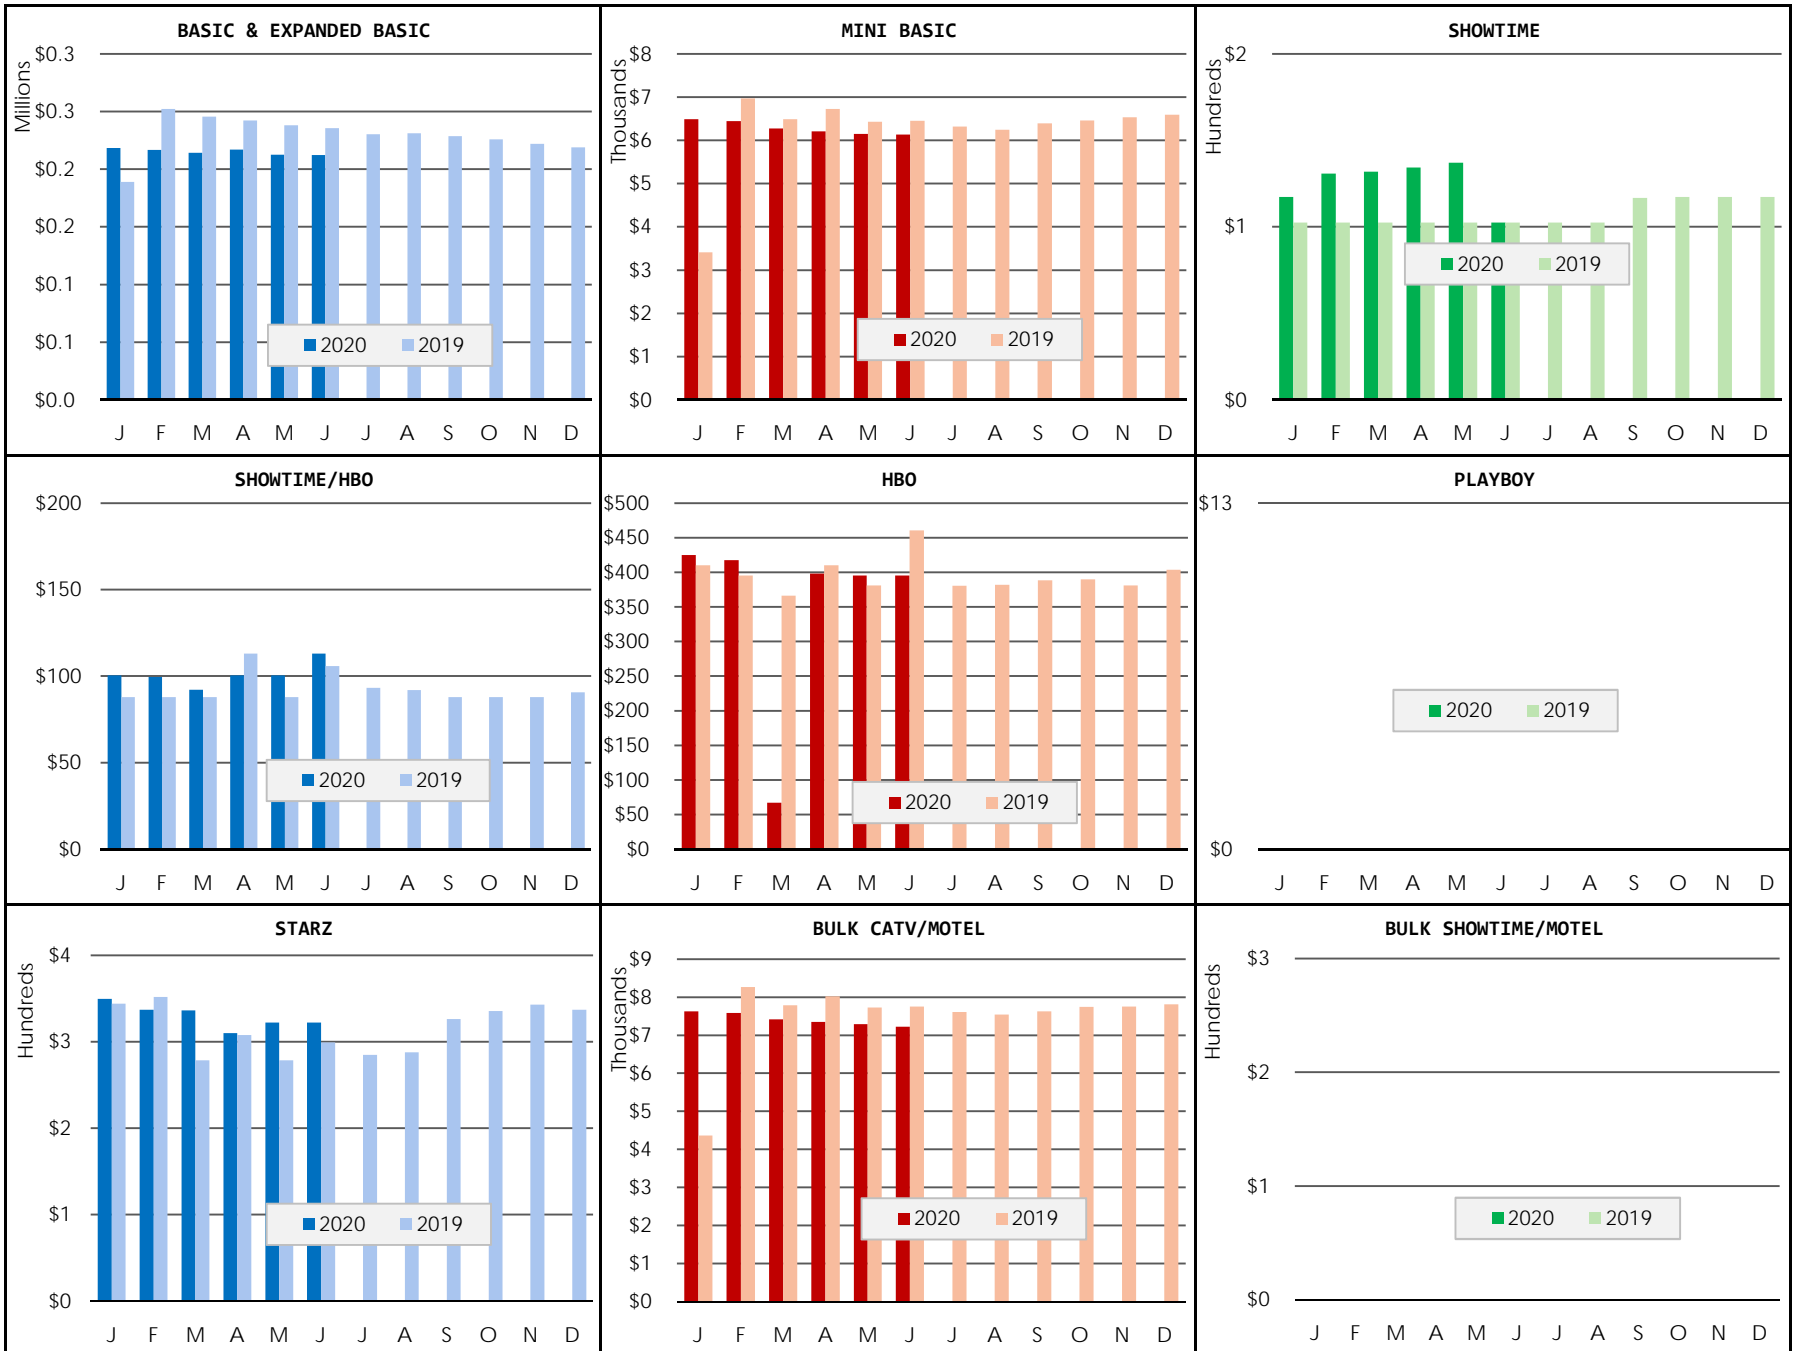 BASIC & EXPANDED BASIC
Millions
$0.3
$0.3
$0.2
$0.2
$0.1
$0.1
$0.0
2020 2019
J F M A M J J A S O N D
MINI BASIC
Thousands
$8
$7
$6
$5
$4
$3
$2
$1
$0
2020 2019
J F M A M J J A S O N D
SHOWTIME
Hundreds
$2
$1
$0
2020 2019
J F M A M J J A S O N D
SHOWTIME/HBO
$200
$150
$100
$50
$0
2020 2019
J F M A M J J A S O N D
HBO
$500
$450
$400
$350
$300
$250
$200
$150
$100
$50
$0
2020 2019
J F M A M J J A S O N D
PLAYBOY
$13
$0
2020 2019
J F M A M J J A S O N D
STARZ
Hundreds
$4
$3
$2
$1
$0
2020 2019
J F M A M J J A S O N D
BULK CATV/MOTEL
Thousands
$9
$8
$7
$6
$5
$4
$3
$2
$1
$0
2020 2019
J F M A M J J A S O N D
BULK SHOWTIME/MOTEL
Hundreds
$3
$2
$1
$0
2020 2019
J F M A M J J A S O N D